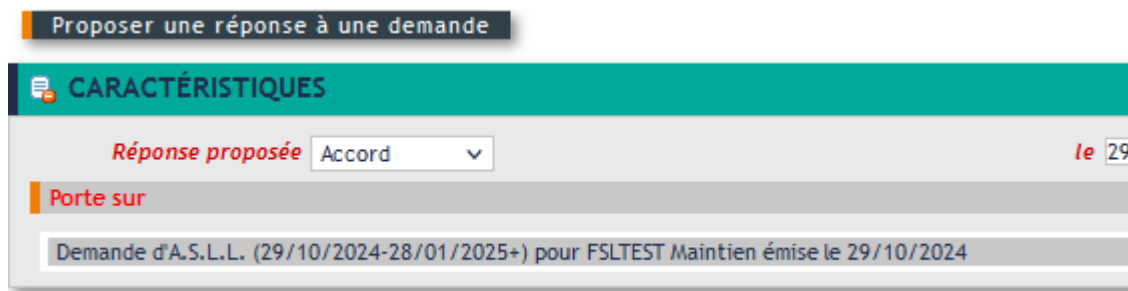 Proposer une réponse à une demande
CARACTÉRISTIQUES
Réponse proposée Accord le 29
Porte sur
Demande d'A.S.L.L. (29/10/2024-28/01/2025+) pour FSLTEST Maintien émise le 29/10/2024